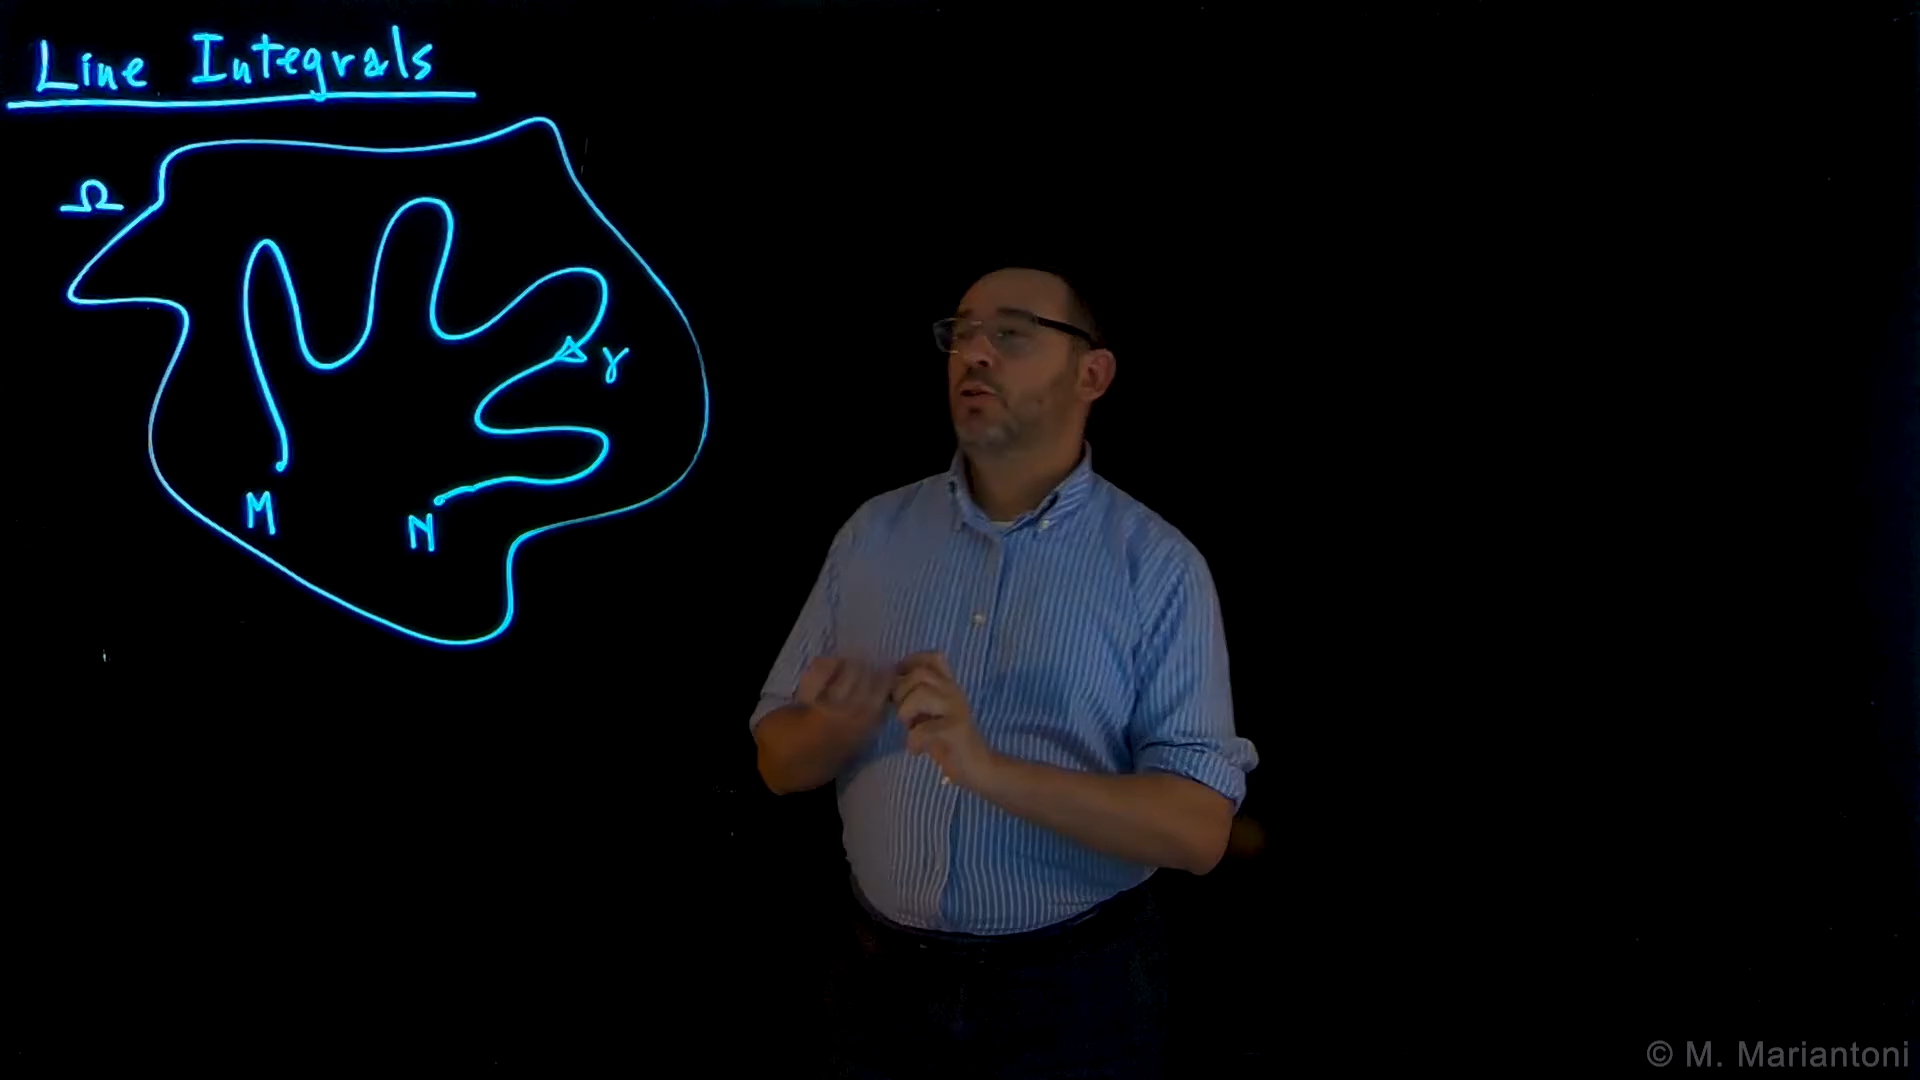 Line Integrals
Ω
γ
M
N
© M. Mariantoni